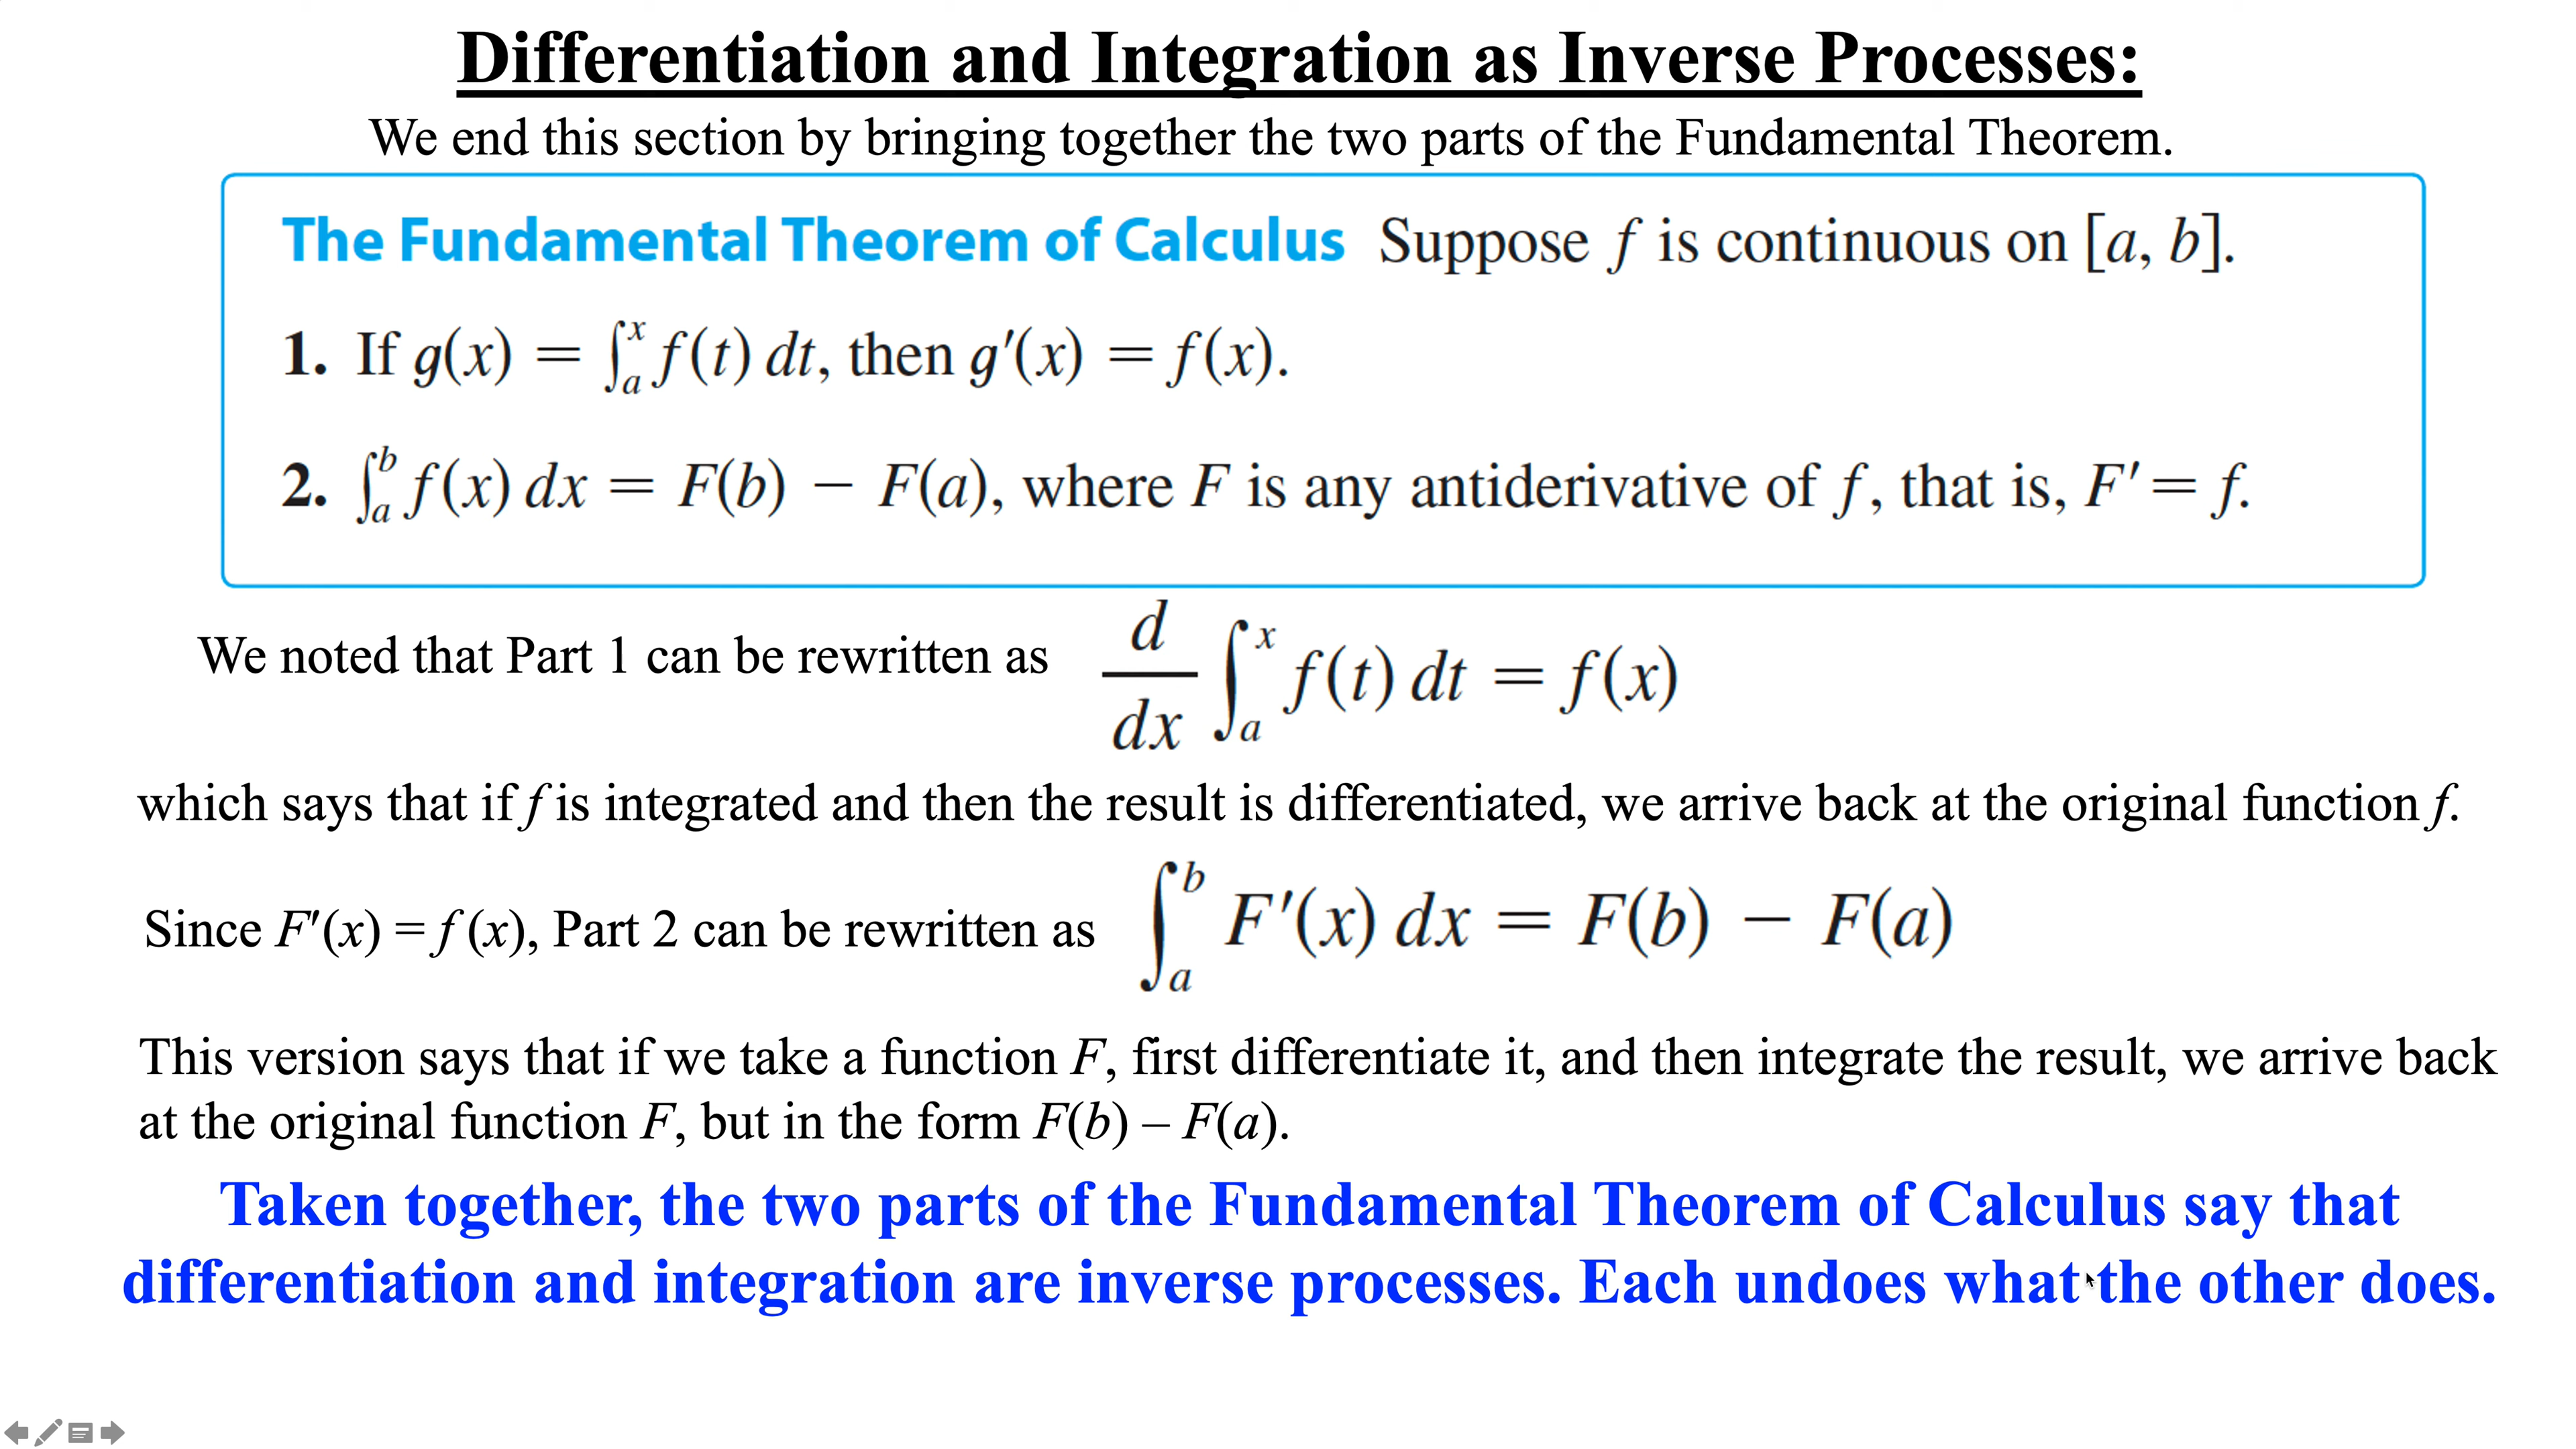 Differentiation and Integration as Inverse Processes:
We end this section by bringing together the two parts of the Fundamental Theorem.
The Fundamental Theorem of Calculus Suppose f is continuous on [a, b].
1. If g(x) = ∫ₐˣ f(t) dt, then g′(x) = f(x).
2. ∫ₐᵇ f(x) dx = F(b) − F(a), where F is any antiderivative of f, that is, F′ = f.
We noted that Part 1 can be rewritten as d/dx ∫ₐˣ f(t) dt = f(x)
which says that if f is integrated and then the result is differentiated, we arrive back at the original function f.
Since F′(x) = f (x), Part 2 can be rewritten as ∫ₐᵇ F′(x) dx = F(b) − F(a)
This version says that if we take a function F, first differentiate it, and then integrate the result, we arrive back
at the original function F, but in the form F(b) – F(a).
Taken together, the two parts of the Fundamental Theorem of Calculus say that
differentiation and integration are inverse processes. Each undoes what the other does.